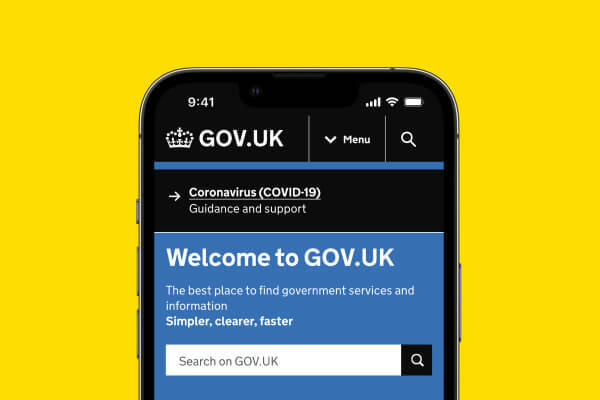 9:41
GOV.UK
Menu
Coronavirus (COVID-19)
Guidance and support
Welcome to GOV.UK
The best place to find government services and
information
Simpler, clearer, faster
Search on GOV.UK